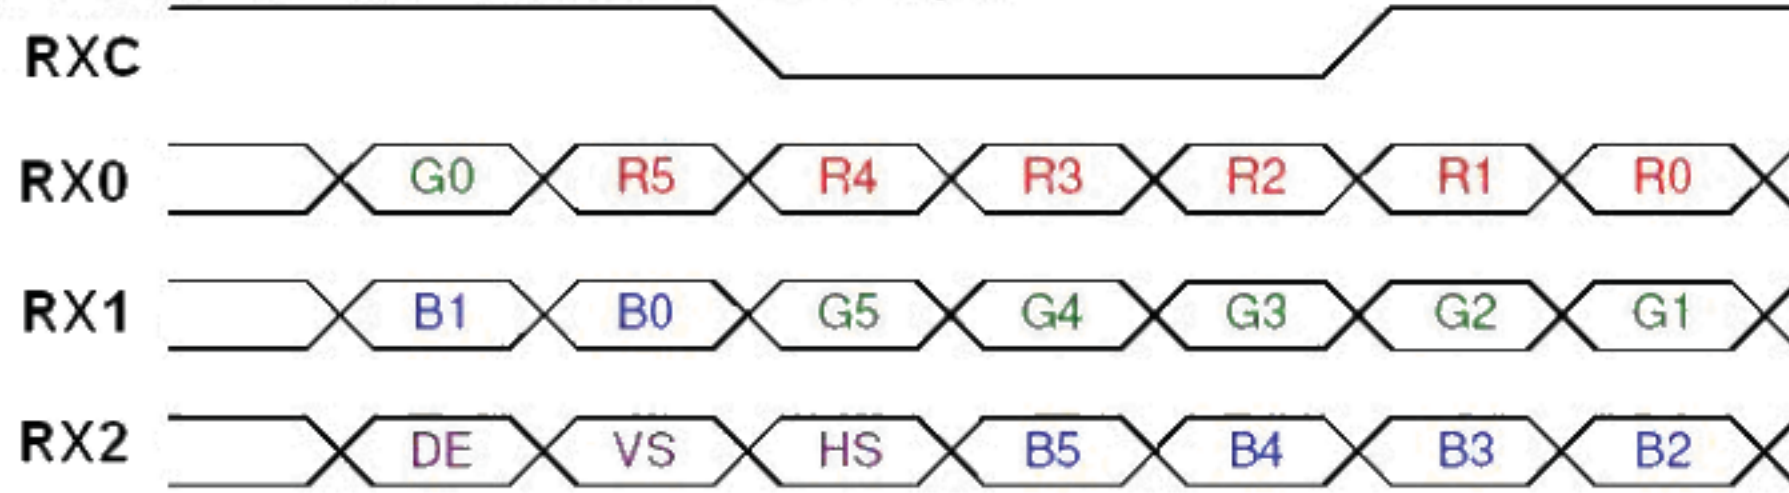 RXC
RX0 G0 R5 R4 R3 R2 R1 R0
RX1 B1 B0 G5 G4 G3 G2 G1
RX2 DE VS HS B5 B4 B3 B2